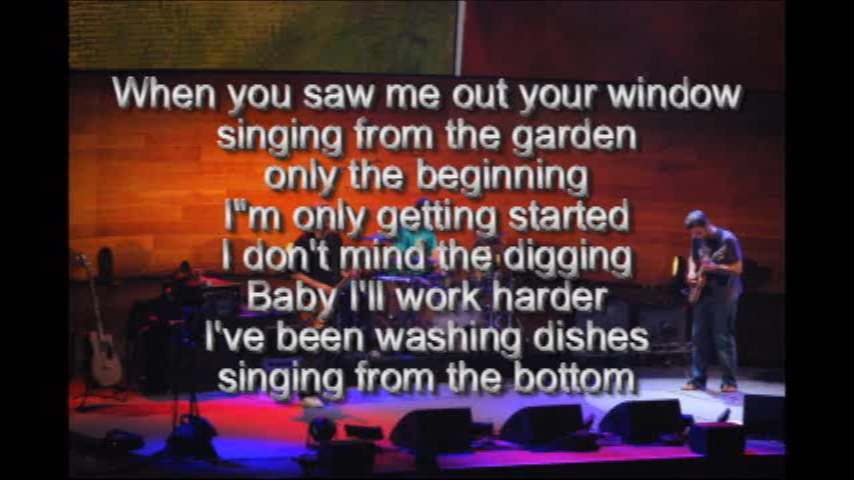 When you saw me out your window
singing from the garden
only the beginning
I"m only getting started
I don't mind the digging
Baby I'll work harder
I've been washing dishes
singing from the bottom